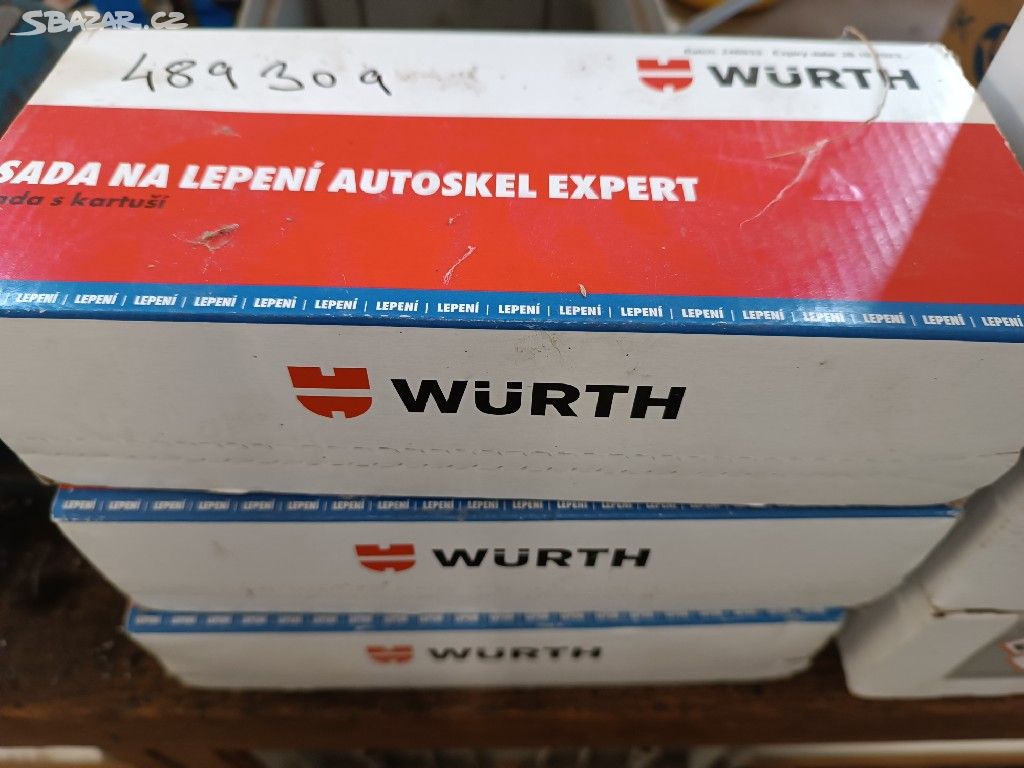 SBAZAR.CZ
489309
WÜRTH
SADA NA LEPENÍ AUTOSKEL EXPERT
ada s kartuší
LEPENÍ | LEPENÍ | LEPENÍ | LEPENÍ | LEPENÍ | LEPENÍ | LEPENÍ | LEPENÍ | LEPENÍ | LEPENÍ | LEPENÍ | LEPENÍ | LEPENÍ | LEPENÍ | LEPENÍ | LEPENÍ | LEPENÍ
WÜRTH
WÜRTH
WÜRTH